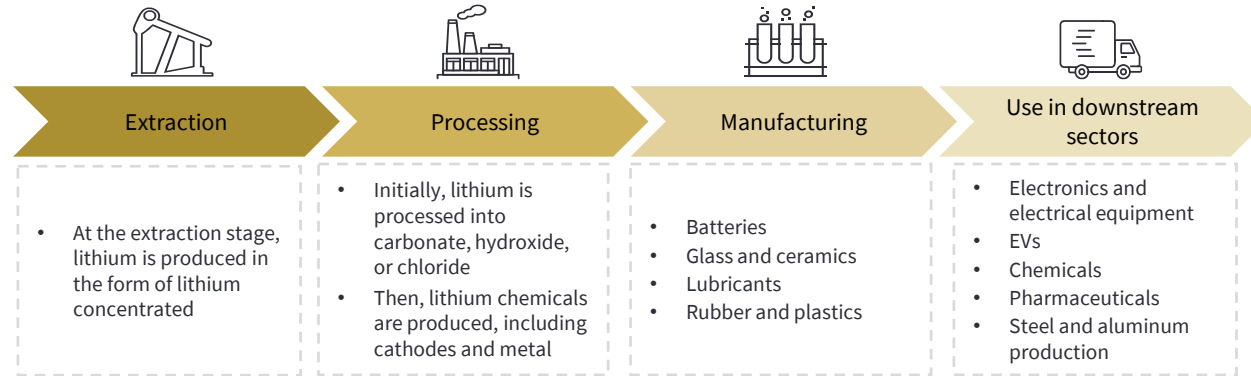 Extraction
Processing
Manufacturing
Use in downstream
sectors
• At the extraction stage,
lithium is produced in
the form of lithium
concentrated
• Initially, lithium is
processed into
carbonate, hydroxide,
or chloride
• Then, lithium chemicals
are produced, including
cathodes and metal
• Batteries
• Glass and ceramics
• Lubricants
• Rubber and plastics
• Electronics and
electrical equipment
• EVs
• Chemicals
• Pharmaceuticals
• Steel and aluminum
production